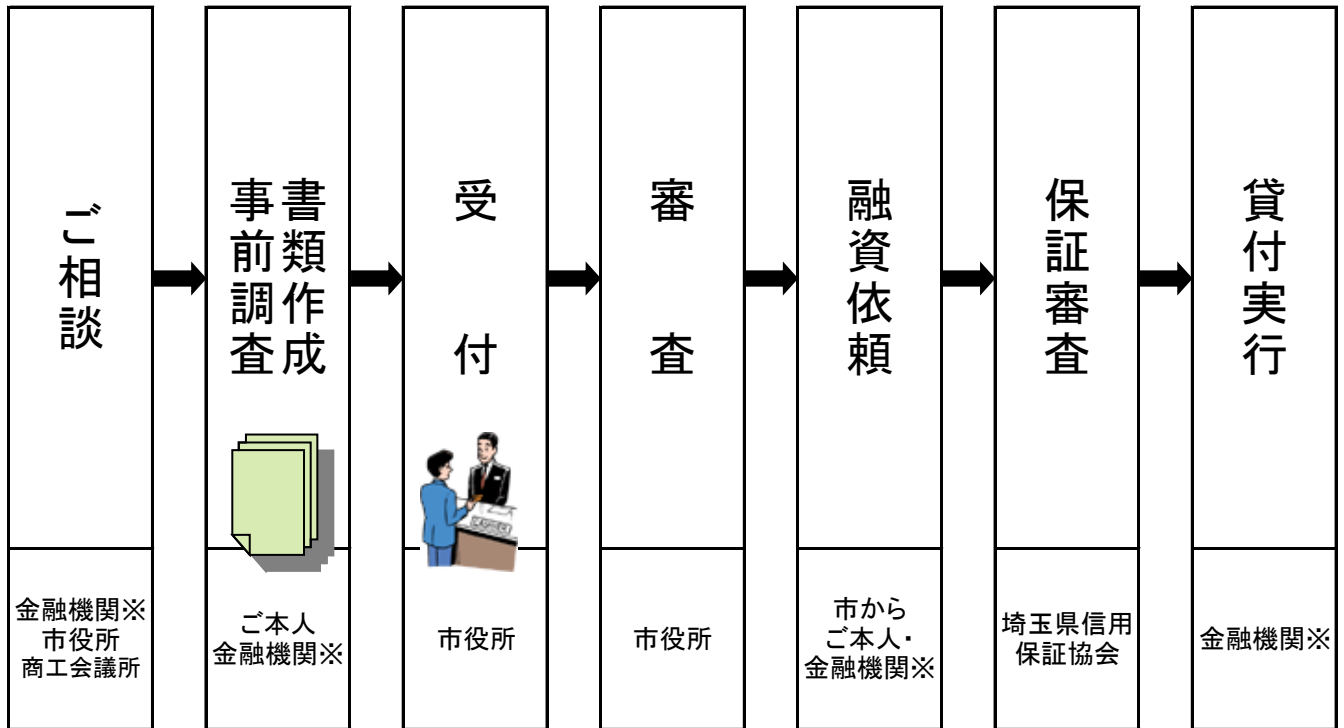 ご相談
金融機関※
市役所
商工会議所
書類作成
事前調査
ご本人
金融機関※
受付
市役所
審査
市役所
融資依頼
市から
ご本人・
金融機関※
保証審査
埼玉県信用
保証協会
貸付実行
金融機関※